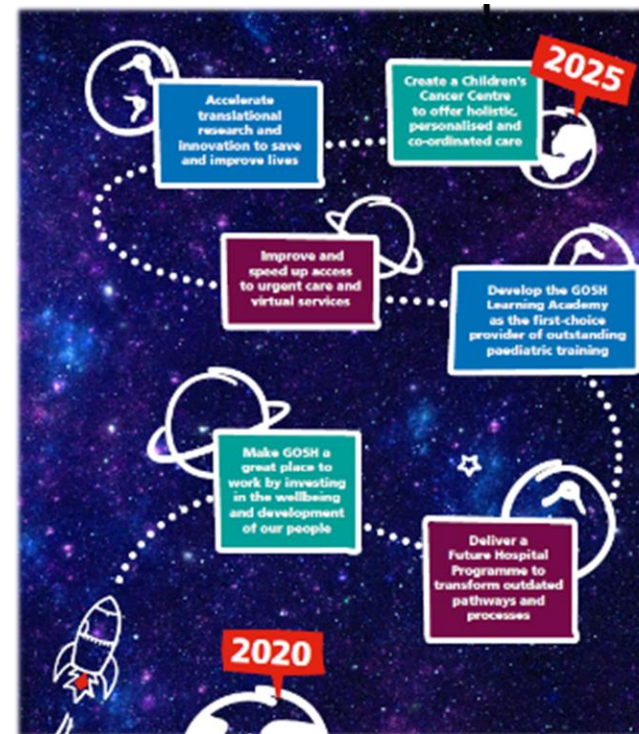 2025
Create a Children's
Cancer Centre
to offer holistic,
personalised and
co-ordinated care
Accelerate
translational
research and
innovation to save
and improve lives
Improve and
speed up access
to urgent care and
virtual services
Develop the GOSH
Learning Academy
as the first-choice
provider of outstanding
paediatric training
Make GOSH a
great place to
work by investing
in the wellbeing
and development
of our people
Deliver a
Future Hospital
Programme to
transform outdated
pathways and
processes
2020